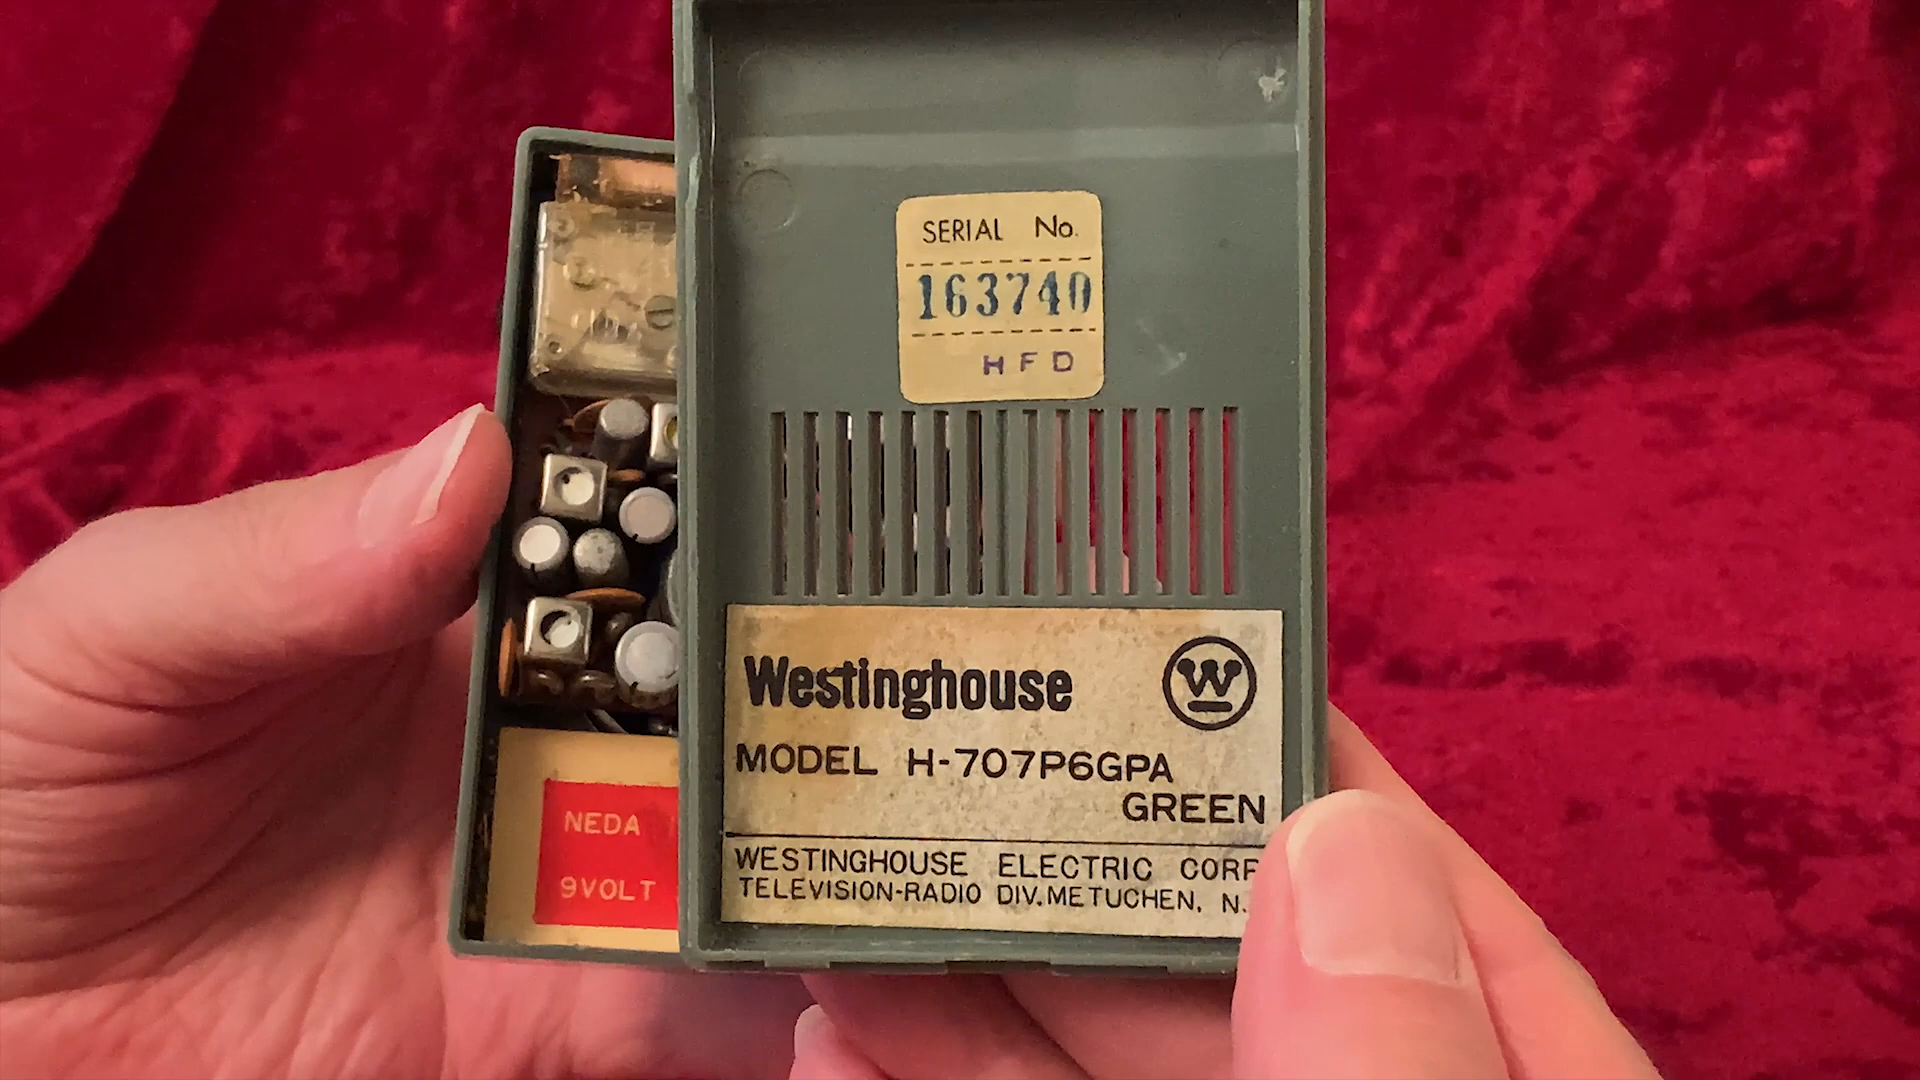 SERIAL No.
163740
HFD
Westinghouse W
MODEL H-707P6GPA
GREEN
WESTINGHOUSE ELECTRIC CORP
TELEVISION-RADIO DIV. METUCHEN, N.
NEDA
9VOLT